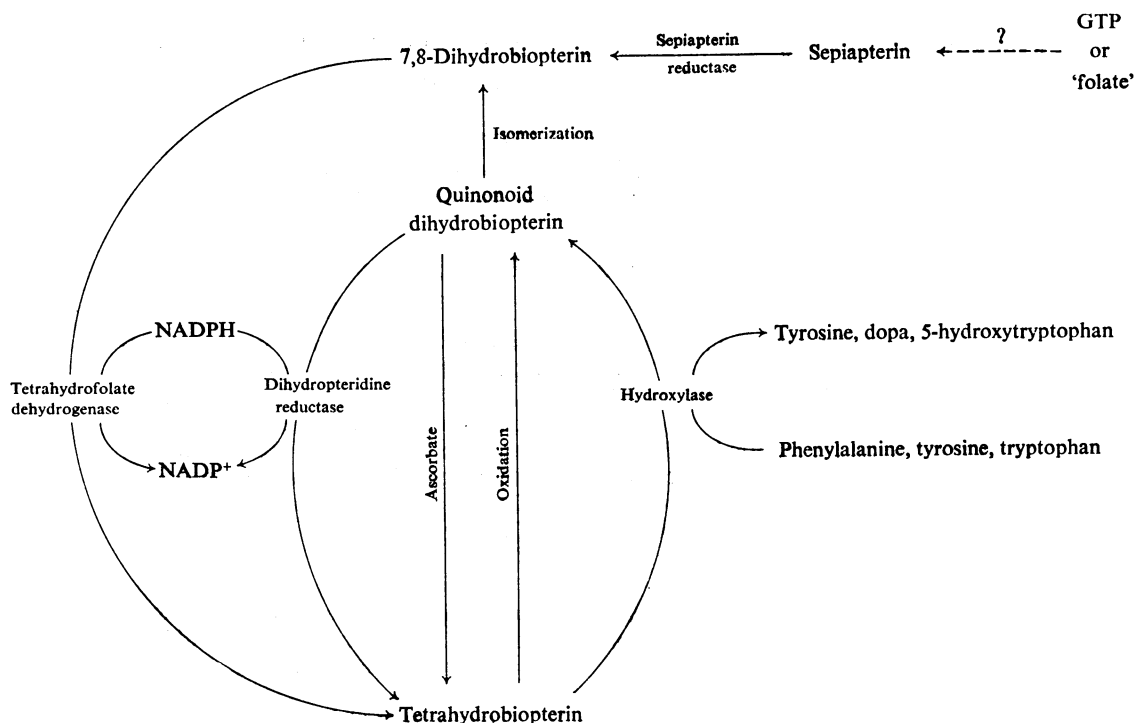 GTP
or
'folate'
?
Sepiapterin
Sepiapterin
reductase
7,8-Dihydrobiopterin
Isomerization
Quinonoid
dihydrobiopterin
NADPH
Tetrahydrofolate
dehydrogenase
Dihydropteridine
reductase
NADP+
Ascorbate
Oxidation
Hydroxylase
Tyrosine, dopa, 5-hydroxytryptophan
Phenylalanine, tyrosine, tryptophan
Tetrahydrobiopterin